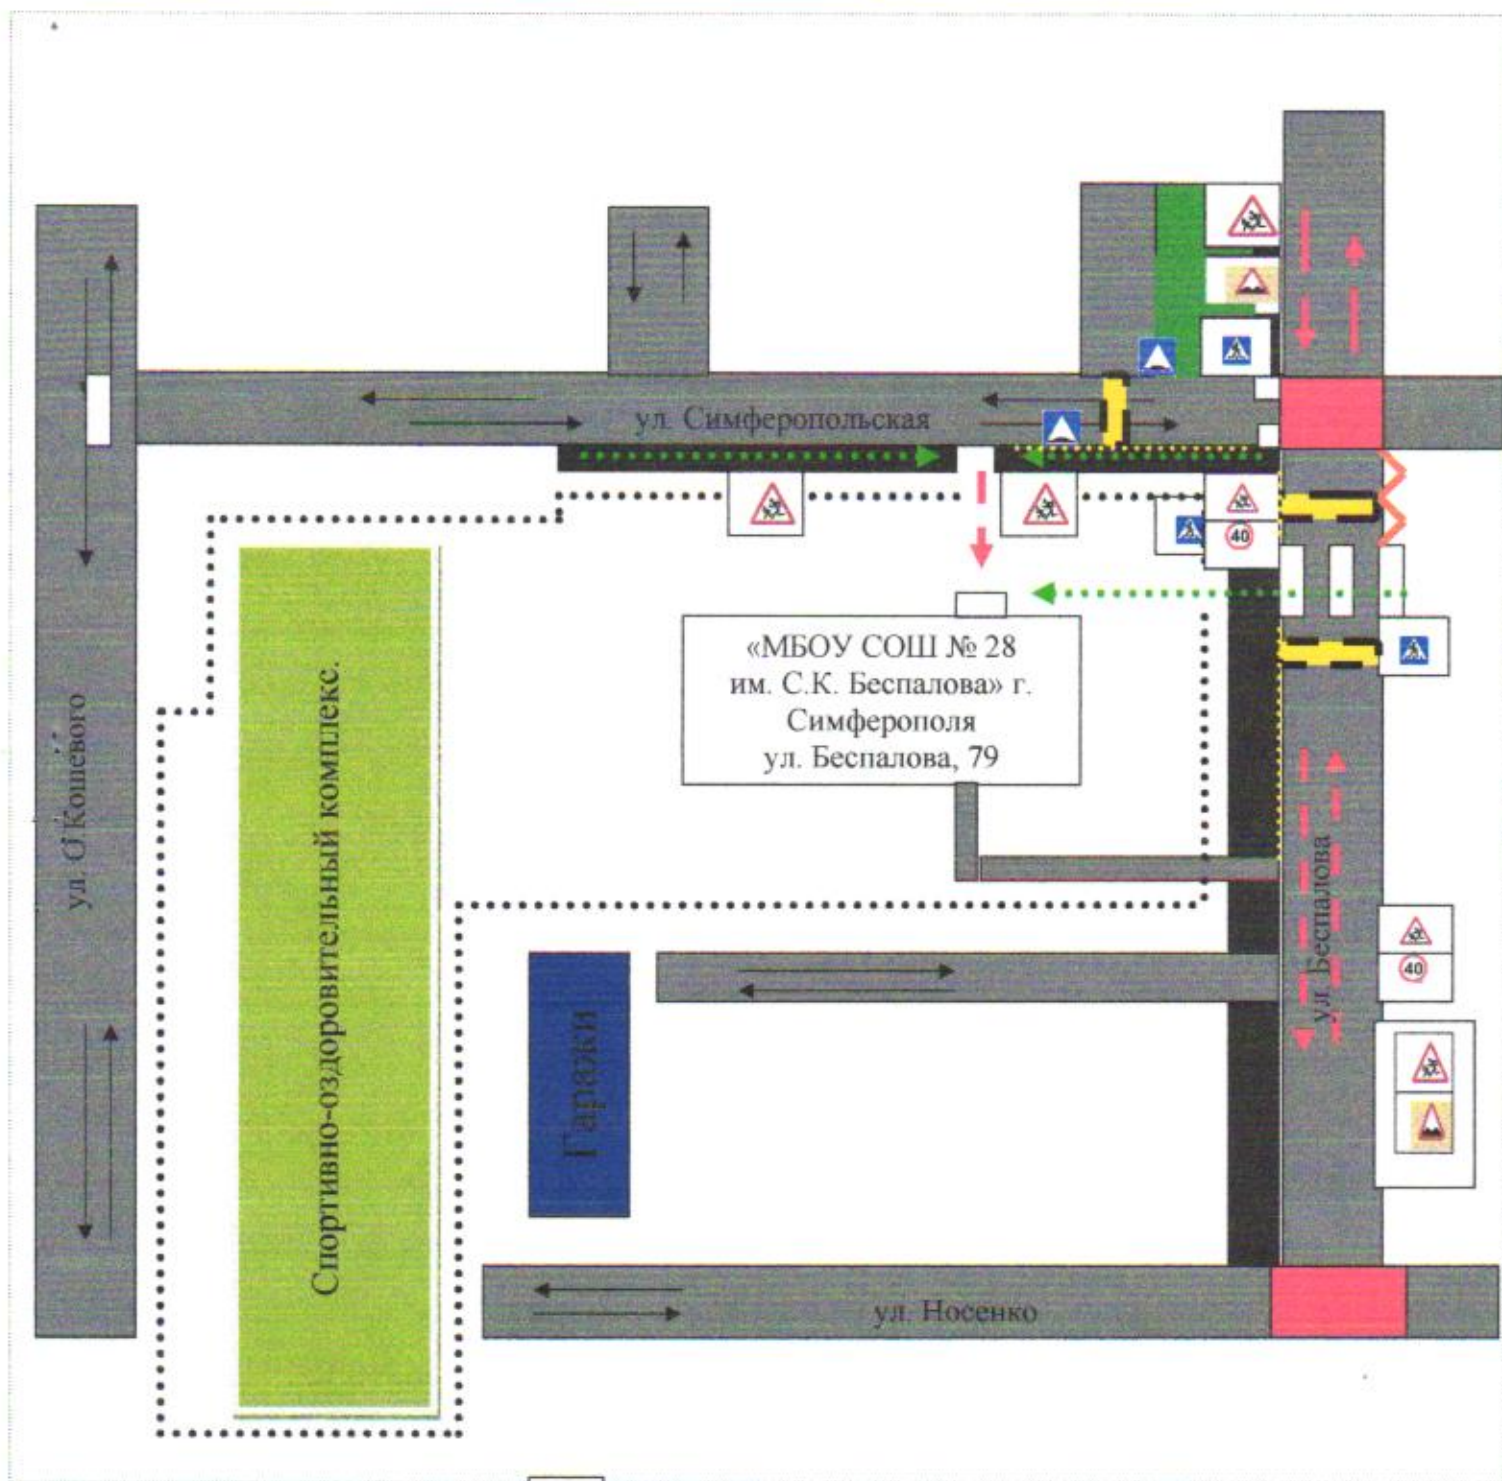 ул. Симферопольская
40
«МБОУ СОШ № 28
им. С.К. Беспалова» г.
Симферополя
ул. Беспалова, 79
ул. О Кошевого
Спортивно-оздоровительный комплекс.
ул. Беспалова
40
Гаражи
ул. Носенко